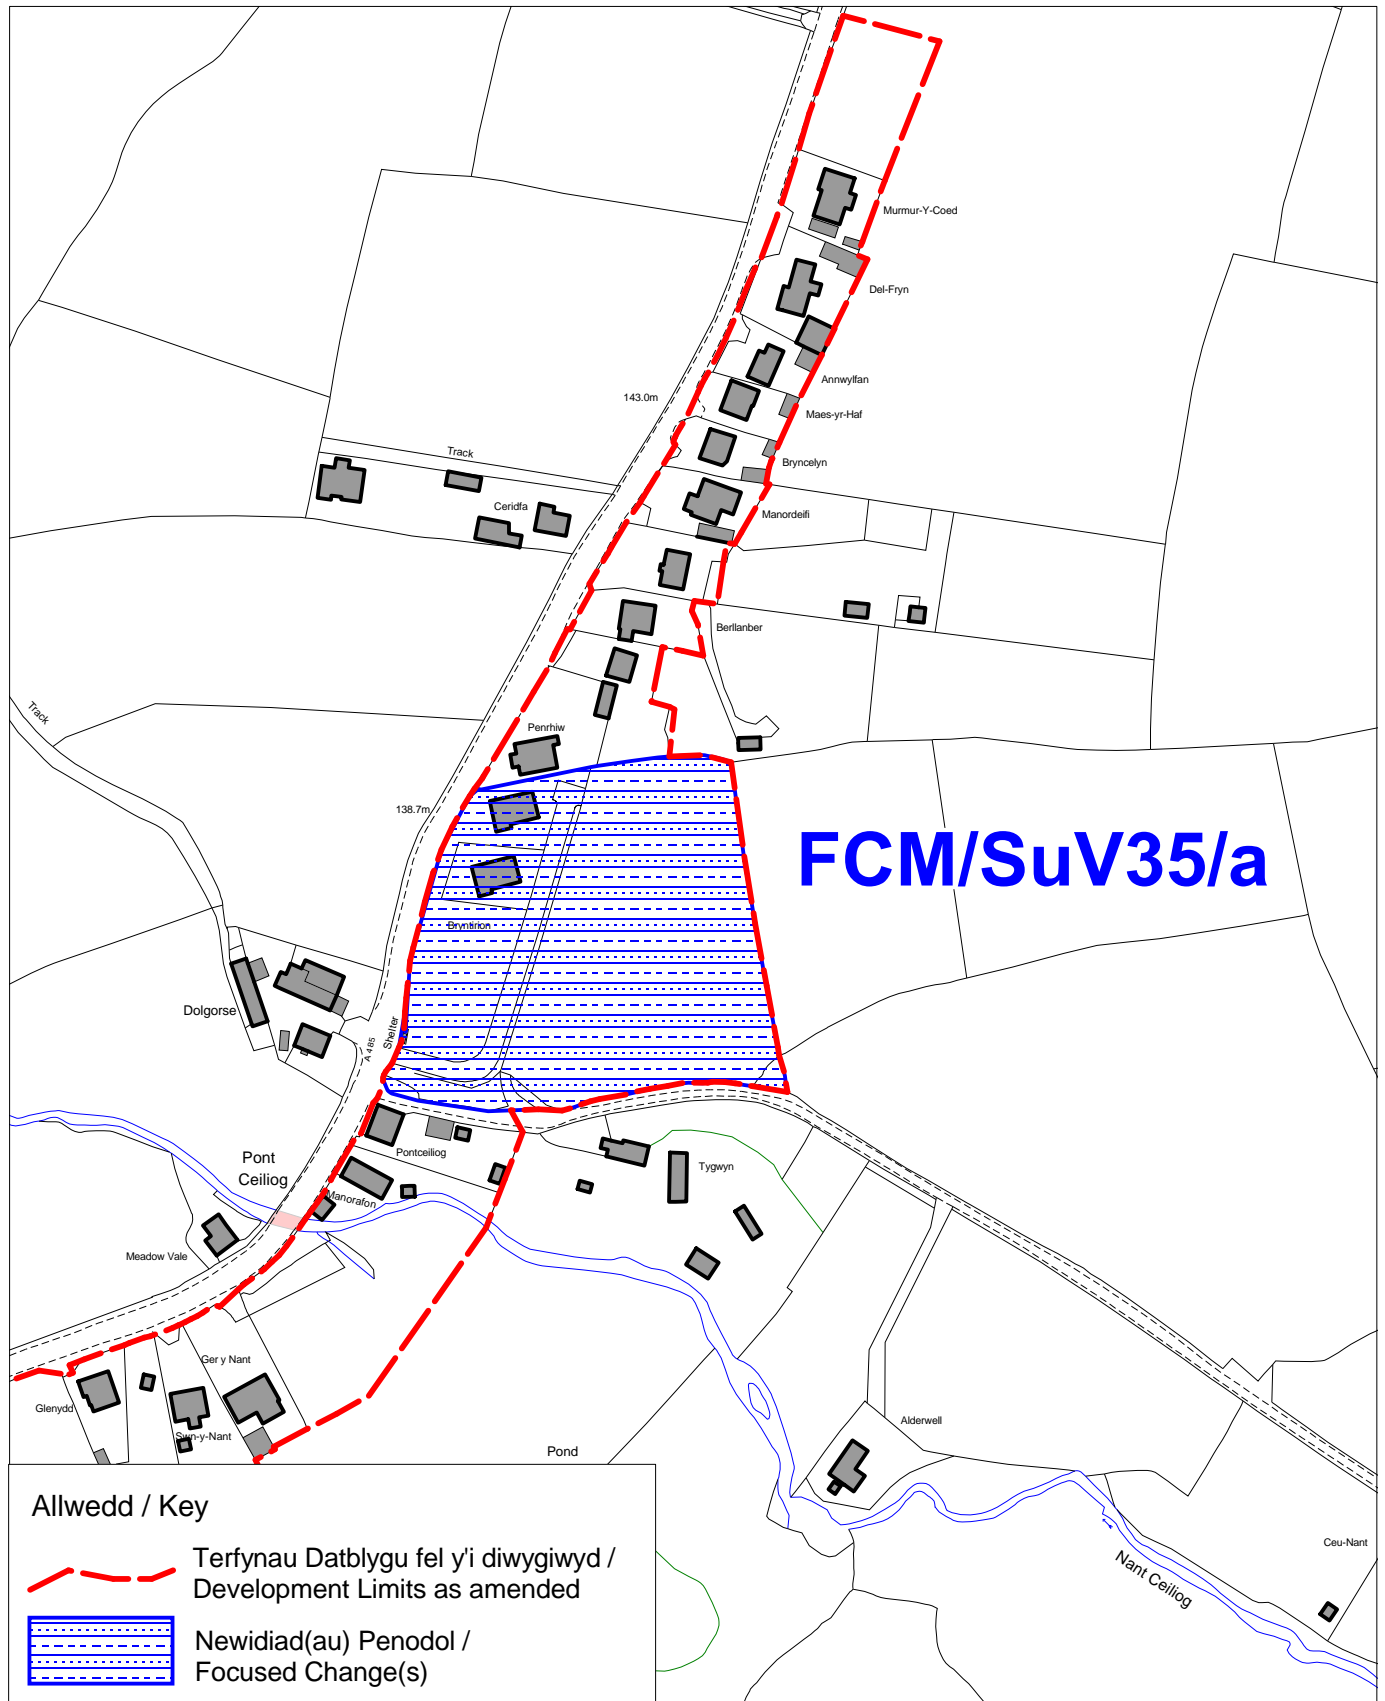 Murmur-Y-Coed
Del-Fryn
Annwylfan
143.0m
Maes-yr-Haf
Track
Bryncelyn
Ceridfa
Manordeifi
Berllanber
Track
Penrhiw
138.7m
FCM/SuV35/a
Bryntirion
Dolgorse
Shelter
A 485
Pont
Ceiliog
Pontceiliog
Tygwyn
Manorafon
Meadow Vale
Ger y Nant
Glenydd
Swn-y-Nant
Alderwell
Pond
Nant Ceiliog
Ceu-Nant
Allwedd / Key
Terfynau Datblygu fel y'i diwygiwyd /
Development Limits as amended
Newidiad(au) Penodol /
Focused Change(s)